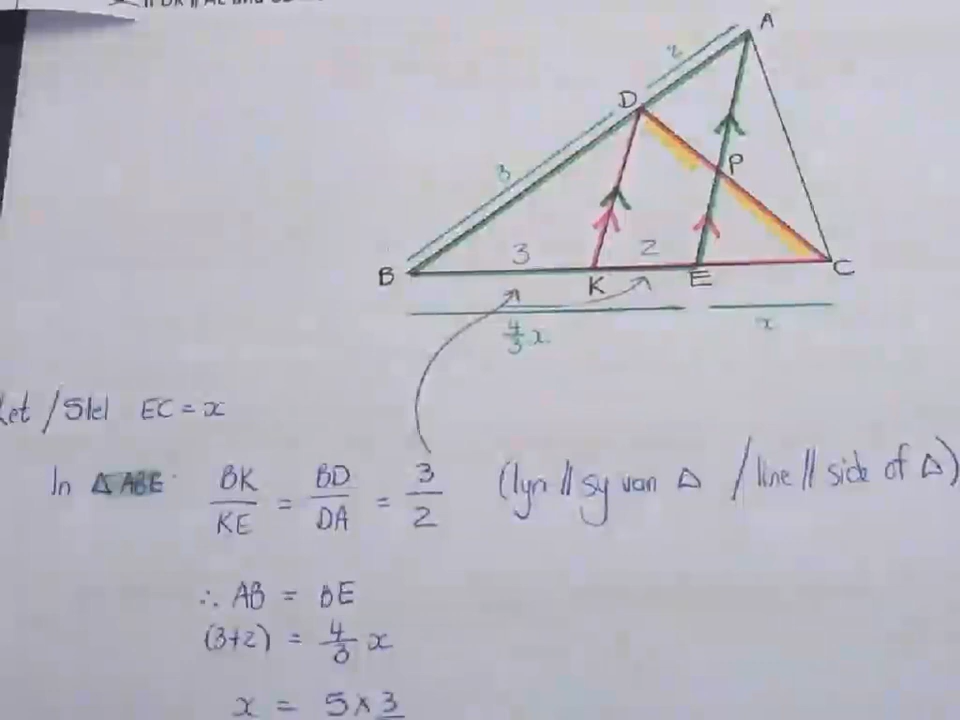 A
2
D
3
P
3
2
B
K
E
C
4/3 x
x
Let / Stel EC = x
In △ ABE: BK/KE = BD/DA = 3/2 (lyn // sy van △ / line // side of △)
∴ AB = BE
(3+2) = 4/3 x
x = 5 × 3